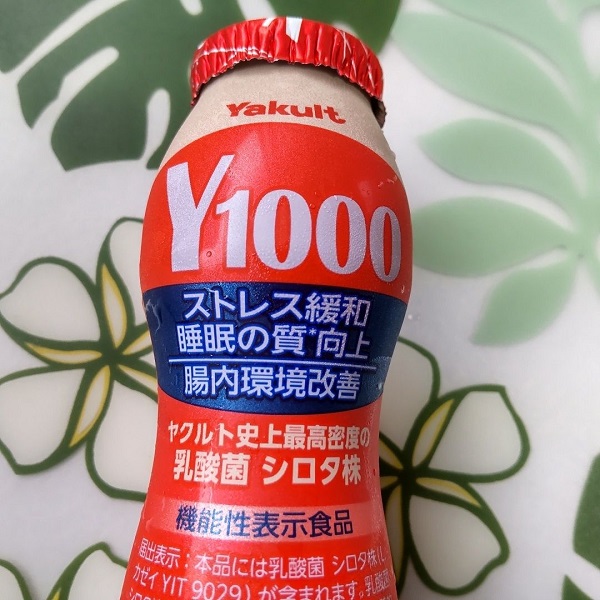 Yakult
Y1000
ストレス緩和
睡眠の質*向上
腸内環境改善
ヤクルト史上最高密度の
乳酸菌 シロタ株
機能性表示食品
届出表示:本品には乳酸菌 シロタ株(L.
カゼイ YIT 9029)が含まれます。乳酸菌